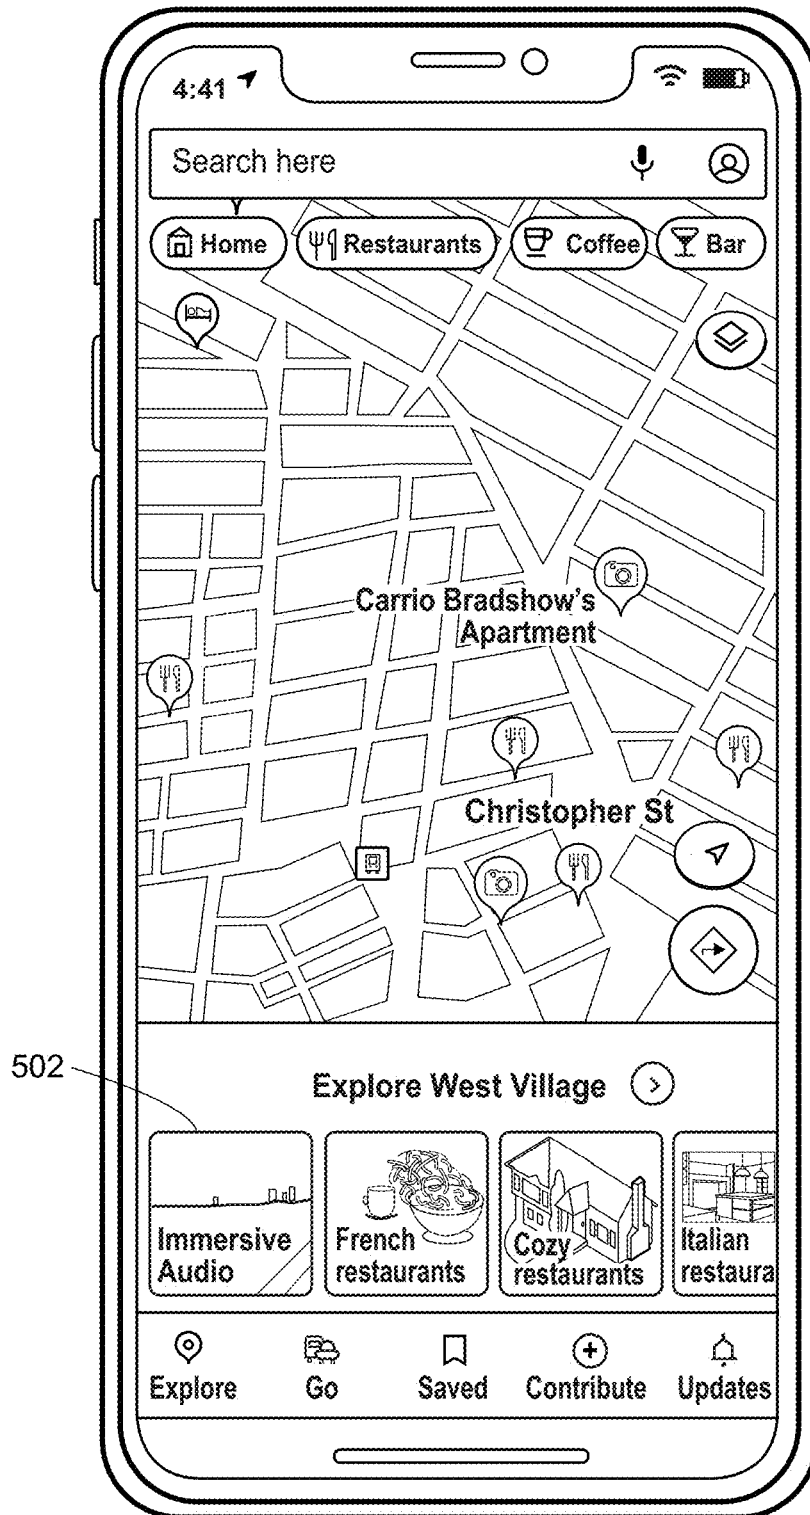 4:41
Search here
Home
Restaurants
Coffee
Bar
Carrio Bradshow's
Apartment
Christopher St
502
Explore West Village
Immersive
Audio
French
restaurants
Cozy
restaurants
Italian
restaura
Explore
Go
Saved
Contribute
Updates